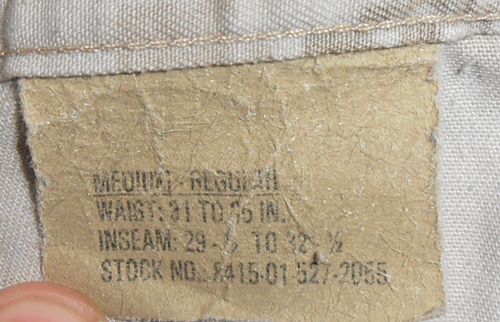 MEDIUM - REGULAR
WAIST: 31 TO 35 IN.
INSEAM: 29 - ½ TO 32 - ½
STOCK NO.: 8415-01 527-2055